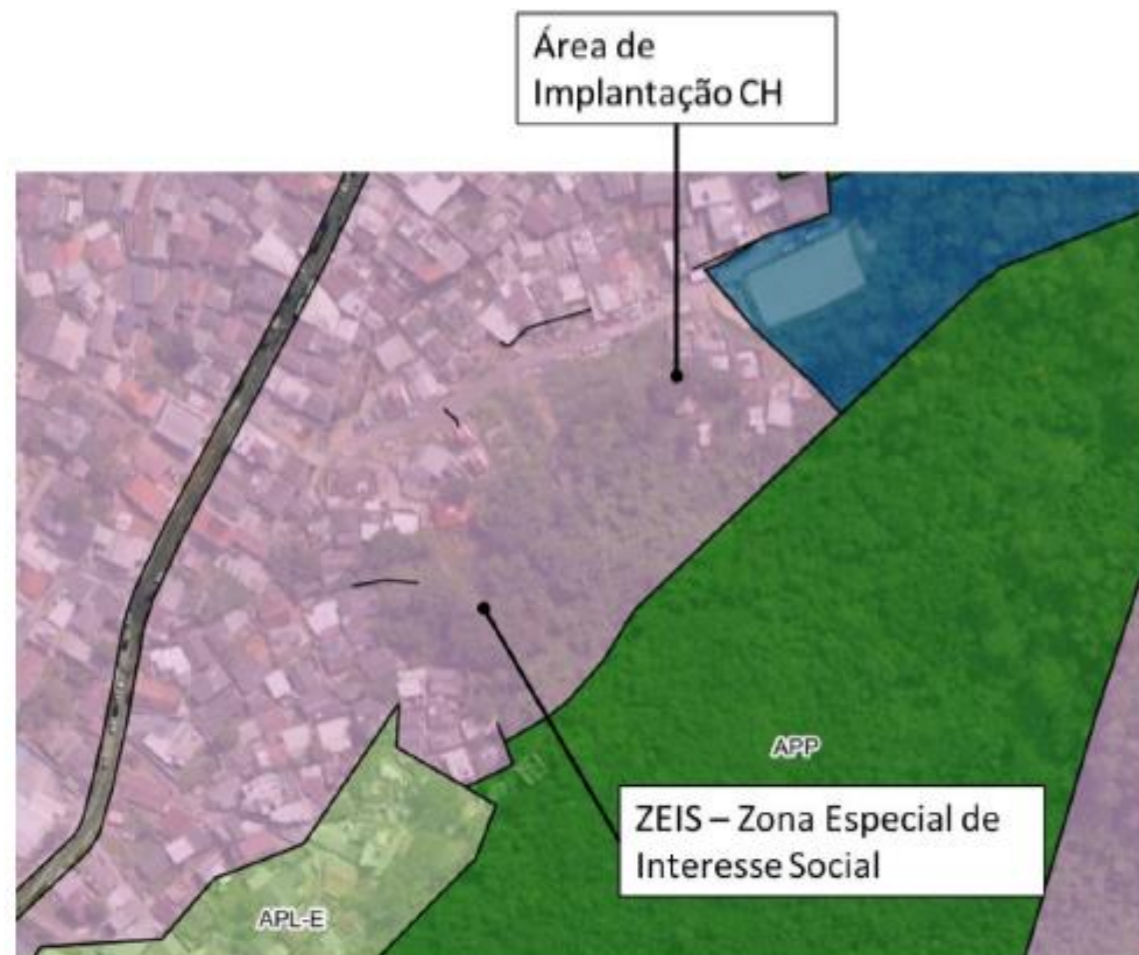 Área de
Implantação CH
APP
ZEIS – Zona Especial de
Interesse Social
APL-E